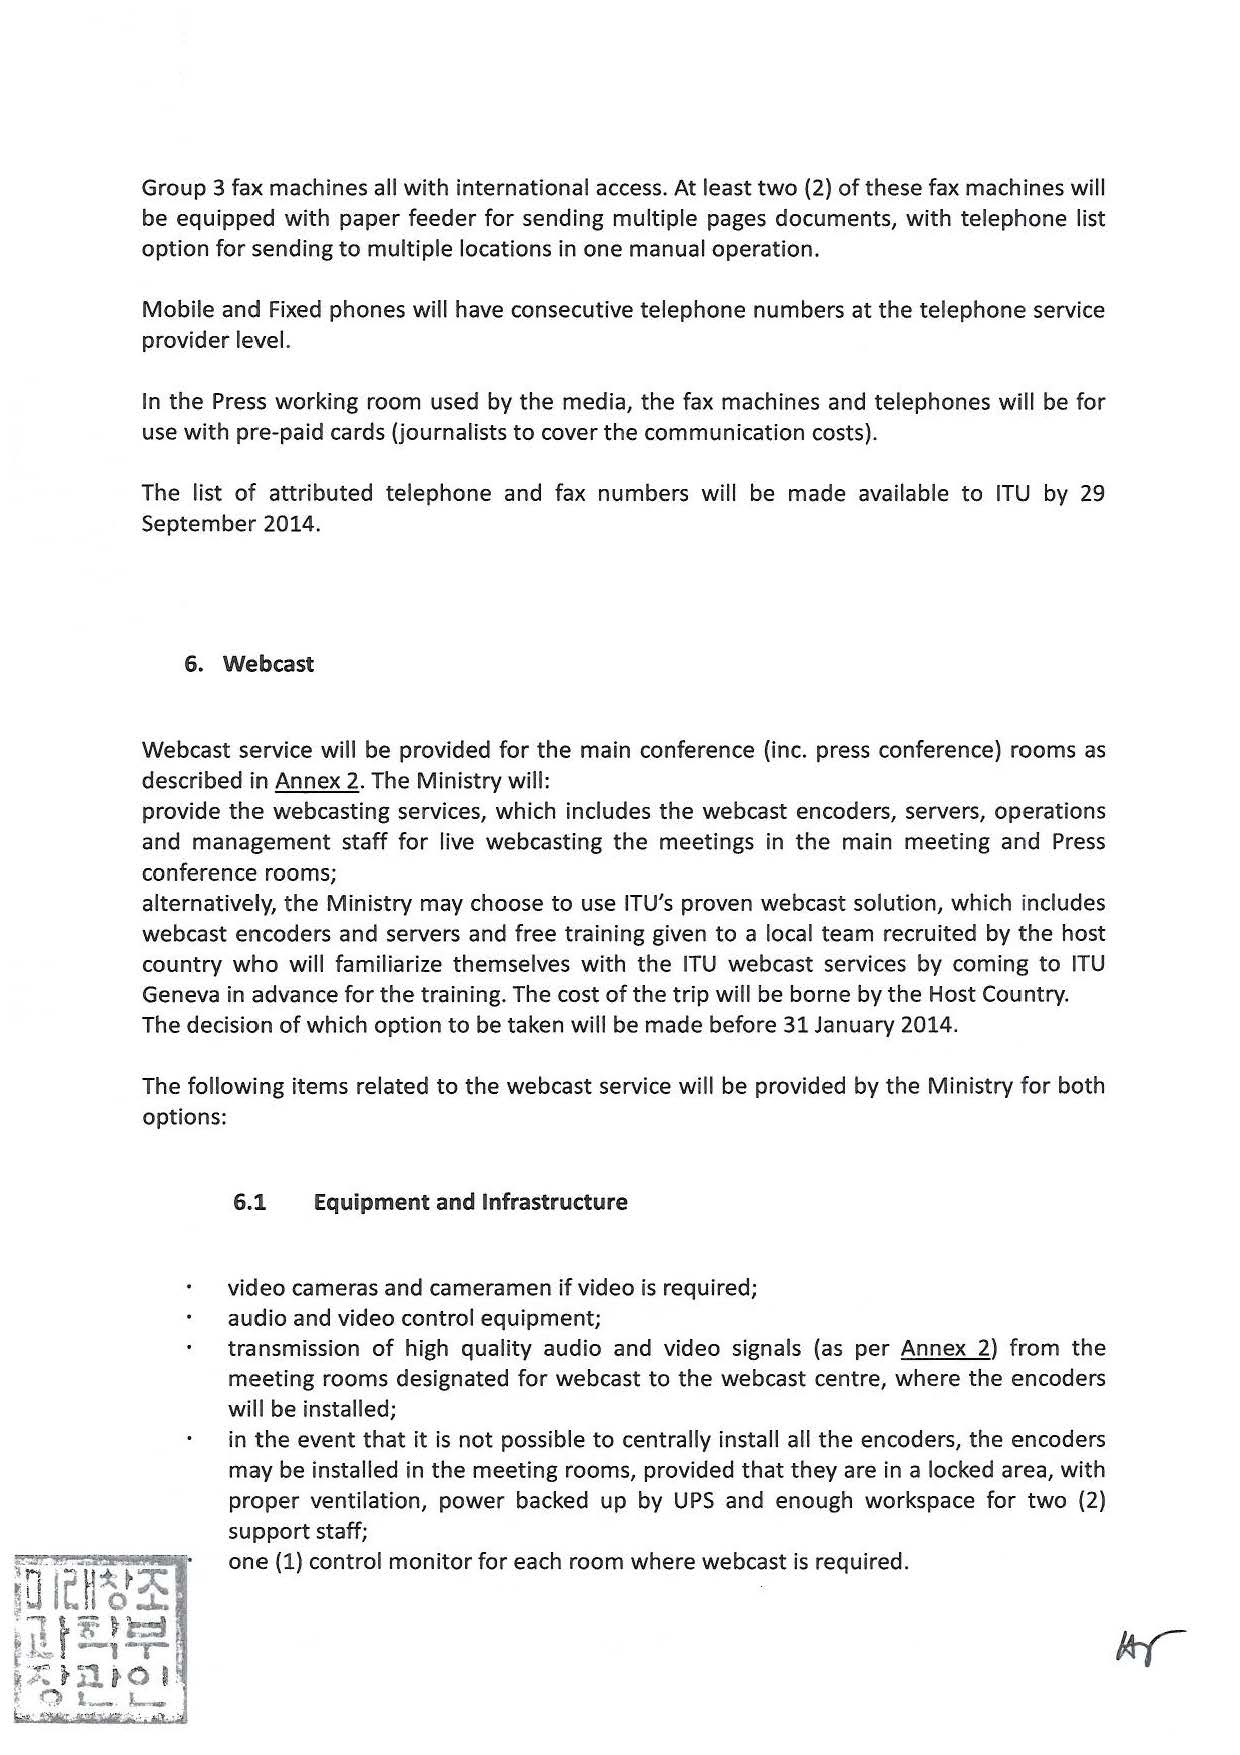 Group 3 fax machines all with international access. At least two (2) of these fax machines will
be equipped with paper feeder for sending multiple pages documents, with telephone list
option for sending to multiple locations in one manual operation.
Mobile and Fixed phones will have consecutive telephone numbers at the telephone service
provider level.
In the Press working room used by the media, the fax machines and telephones will be for
use with pre-paid cards (journalists to cover the communication costs).
The list of attributed telephone and fax numbers will be made available to ITU by 29
September 2014.
6. Webcast
Webcast service will be provided for the main conference (inc. press conference) rooms as
described in Annex 2. The Ministry will:
provide the webcasting services, which includes the webcast encoders, servers, operations
and management staff for live webcasting the meetings in the main meeting and Press
conference rooms;
alternatively, the Ministry may choose to use ITU's proven webcast solution, which includes
webcast encoders and servers and free training given to a local team recruited by the host
country who will familiarize themselves with the ITU webcast services by coming to ITU
Geneva in advance for the training. The cost of the trip will be borne by the Host Country.
The decision of which option to be taken will be made before 31 January 2014.
The following items related to the webcast service will be provided by the Ministry for both
options:
6.1 Equipment and Infrastructure
· video cameras and cameramen if video is required;
· audio and video control equipment;
· transmission of high quality audio and video signals (as per Annex 2) from the
meeting rooms designated for webcast to the webcast centre, where the encoders
will be installed;
· in the event that it is not possible to centrally install all the encoders, the encoders
may be installed in the meeting rooms, provided that they are in a locked area, with
proper ventilation, power backed up by UPS and enough workspace for two (2)
support staff;
· one (1) control monitor for each room where webcast is required.
미래창조
과학부
장관인